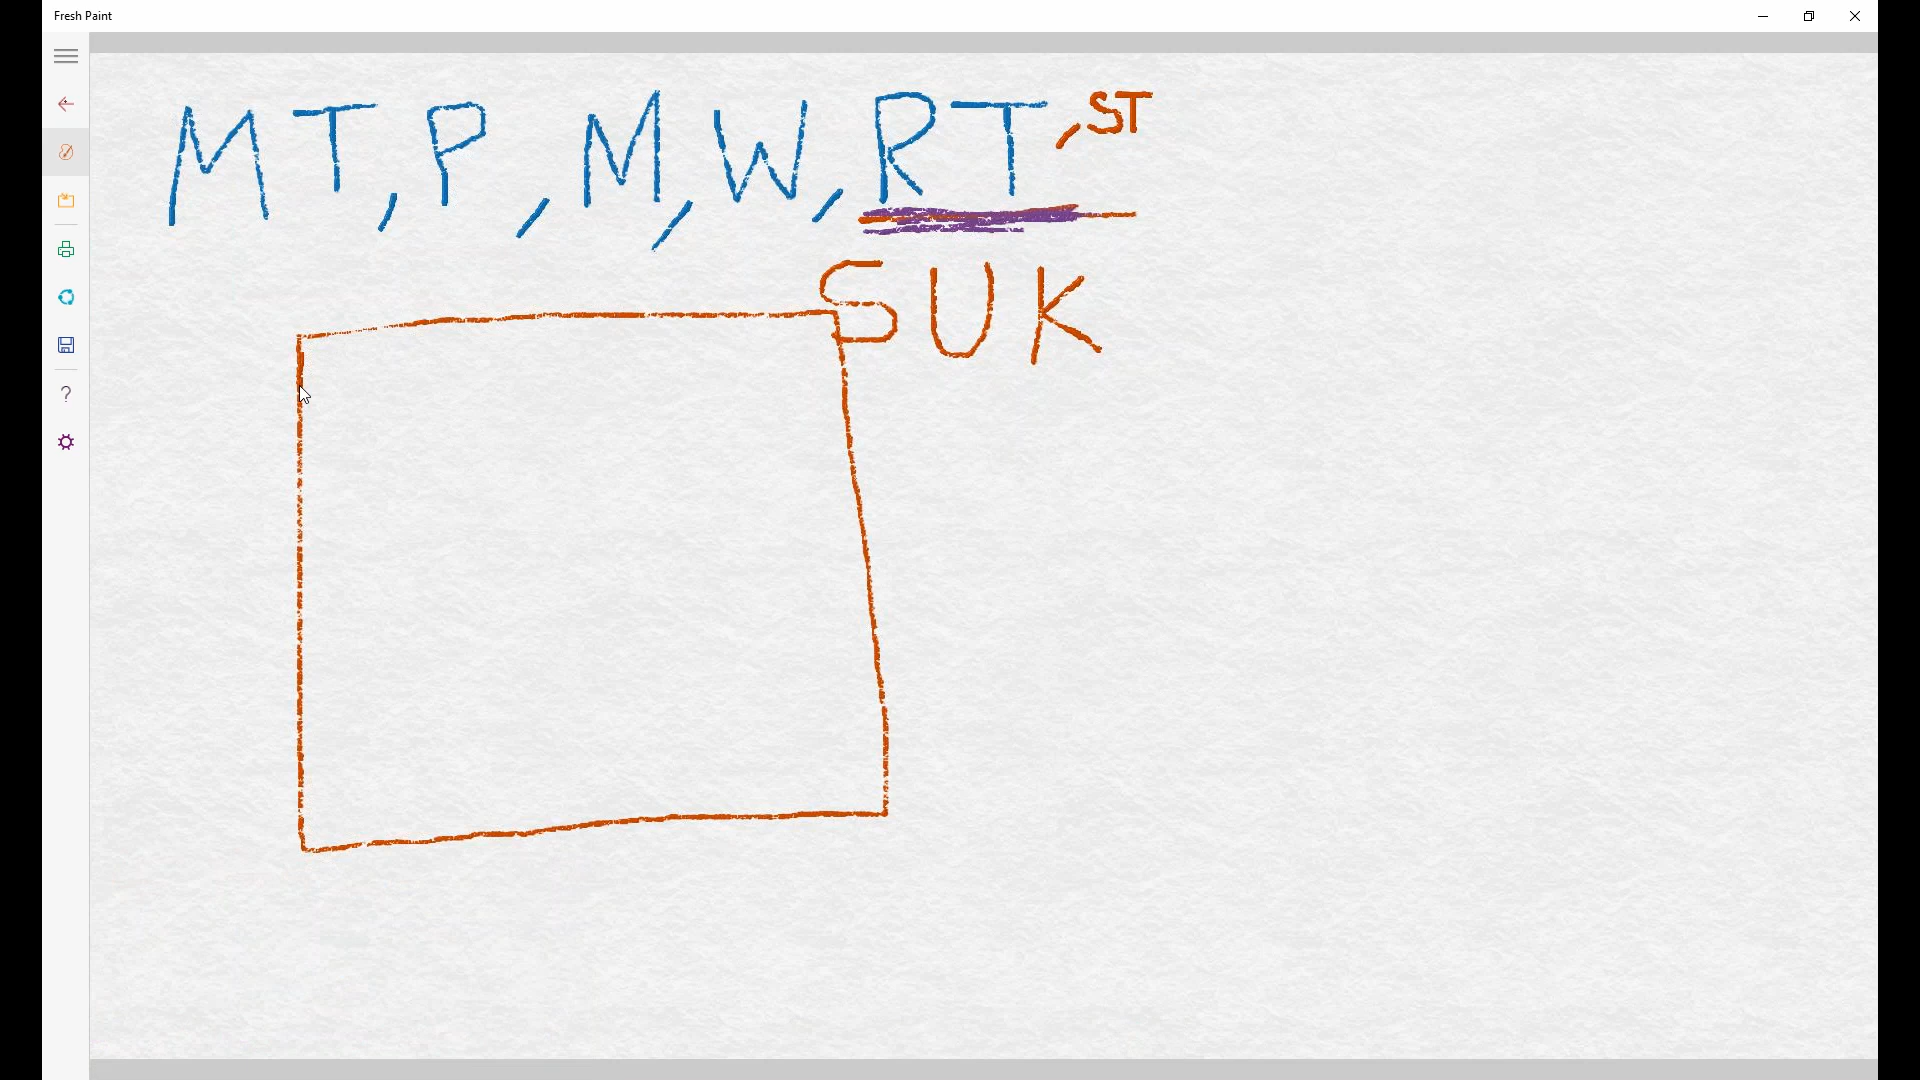 Fresh Paint
MT, P, M, W, RT, ST
SUK
?